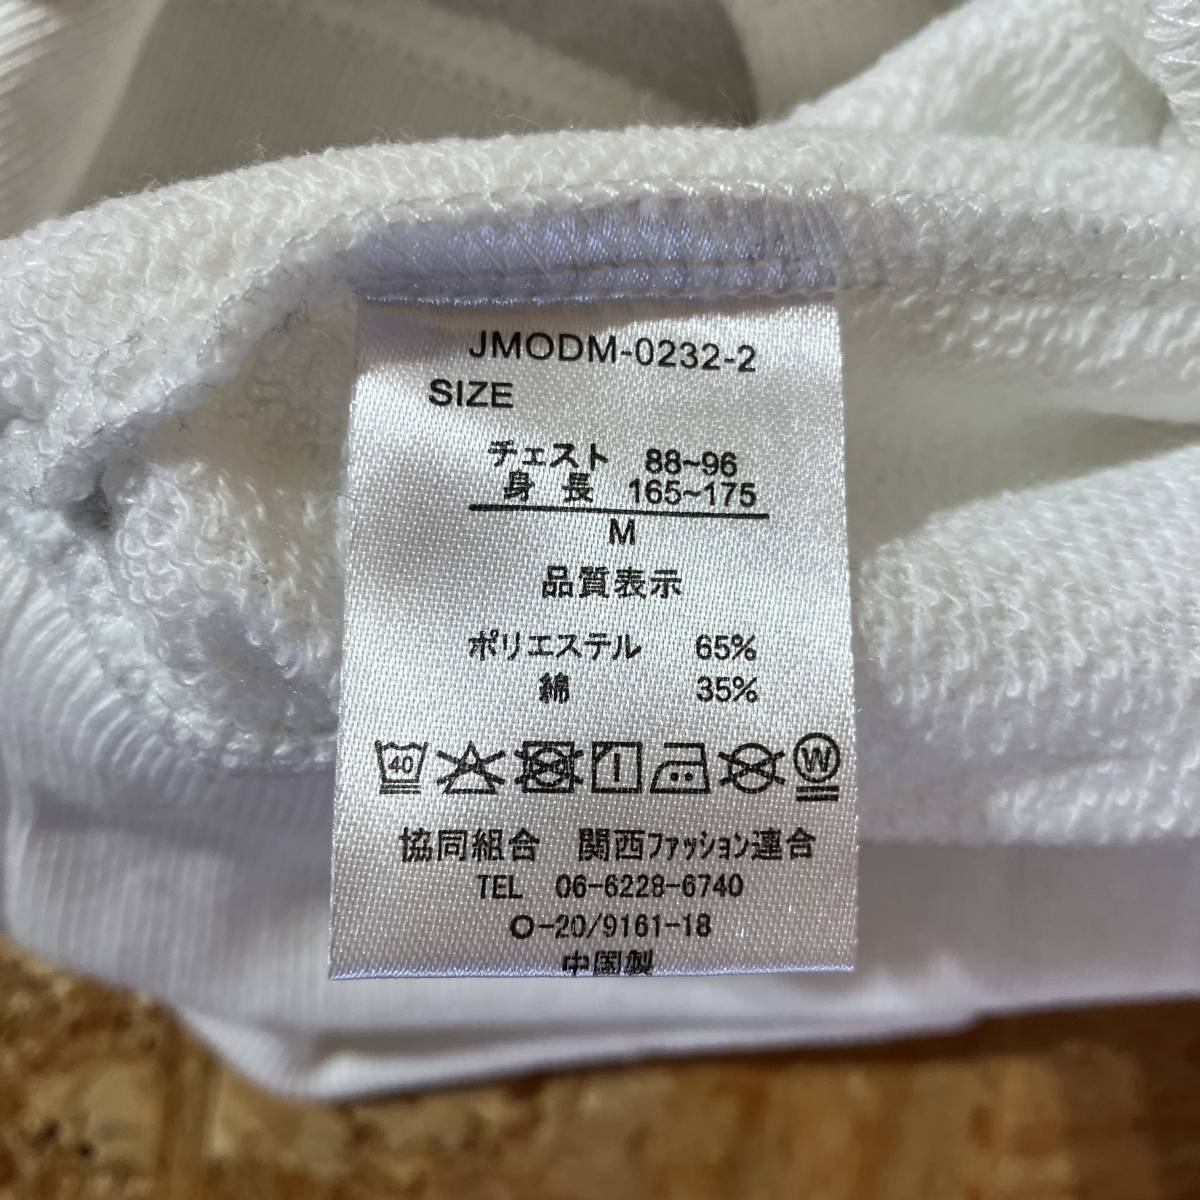 JMODM-0232-2
SIZE
チェスト 88~96
身 長 165~175
M
品質表示
ポリエステル 65%
綿 35%
40
W
協同組合 関西ファッション連合
TEL 06-6228-6740
O-20/9161-18
中国製